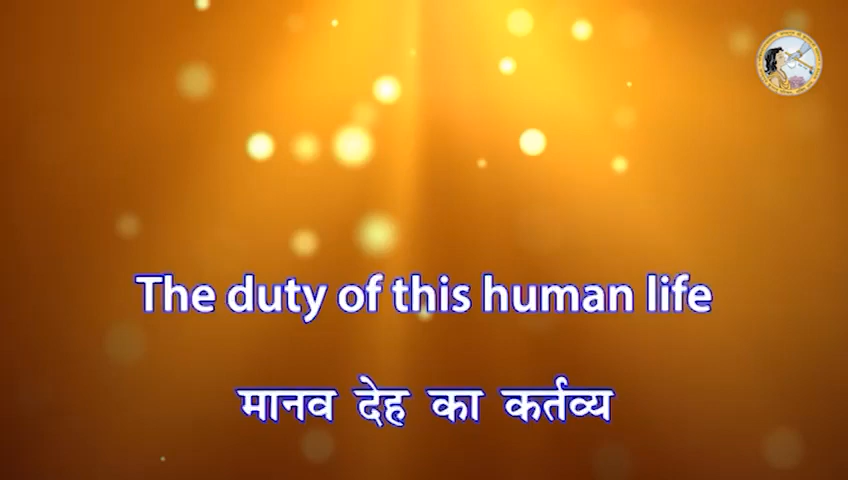 The duty of this human life
मानव देह का कर्तव्य